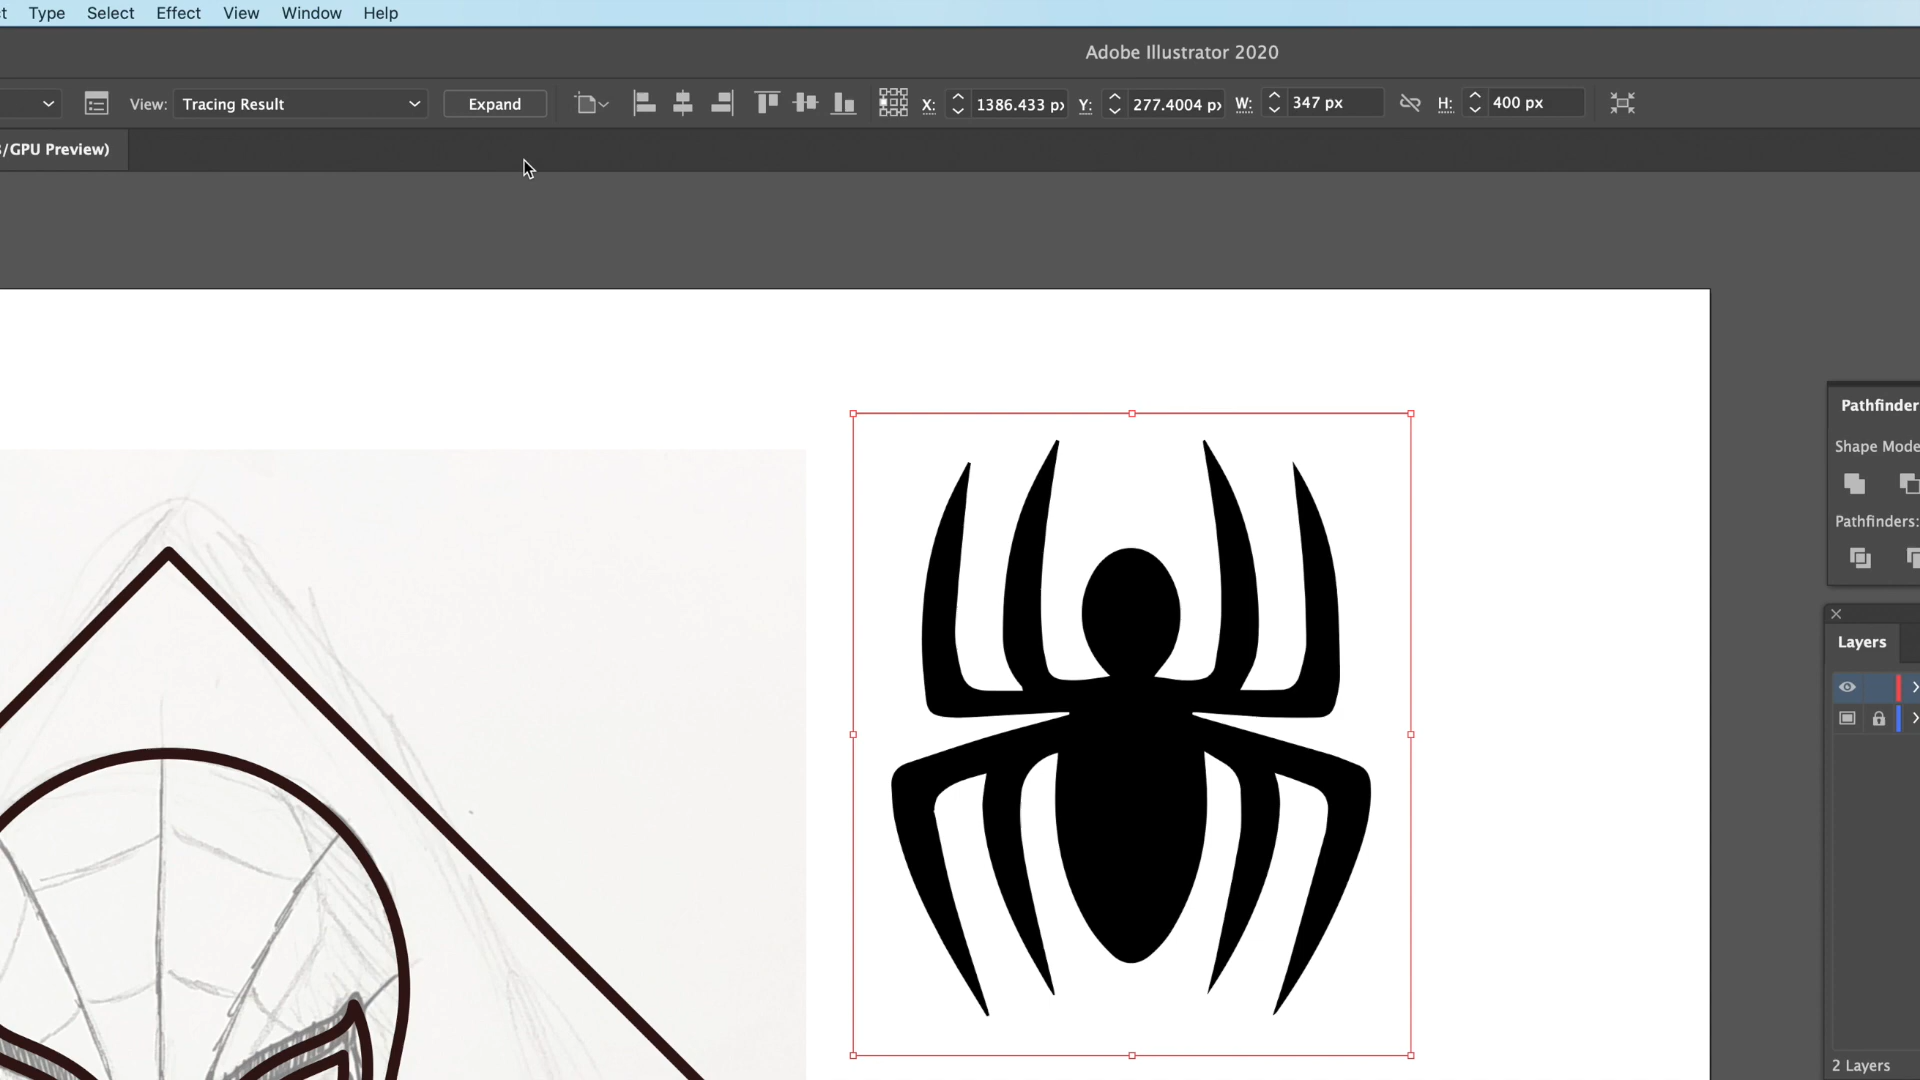 Type Select Effect View Window Help
Adobe Illustrator 2020
View: Tracing Result Expand X: 1386.433 px Y: 277.4004 px W: 347 px H: 400 px
/GPU Preview)
Pathfinder
Shape Mode
Pathfinders:
Layers
2 Layers